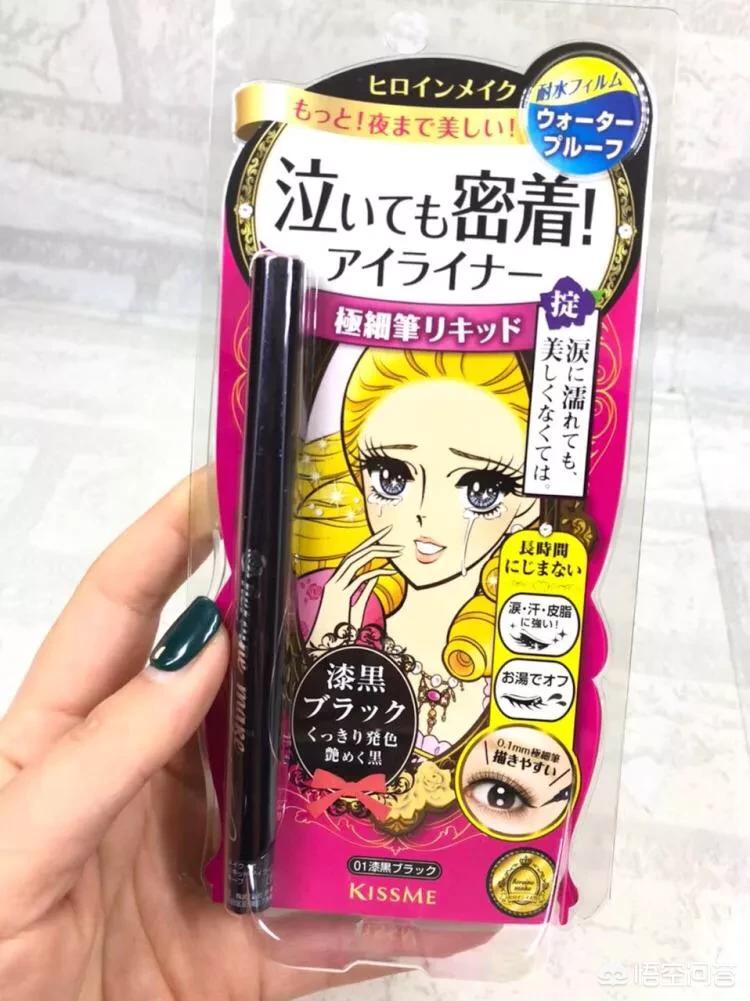 ヒロインメイク
もっと!夜まで美しい!
耐水フィルム
ウォーター
プルーフ
泣いても密着!
アイライナー
極細筆リキッド
掟
涙に濡れても、
美しくなくては。
長時間
にじまない
涙・汗・皮脂
に強い!
お湯でオフ
0.1mm極細筆
描きやすい
漆黒
ブラック
くっきり発色
艶めく黒
heroine make
01漆黒ブラック
KISSME
heroine
make
悟空问答